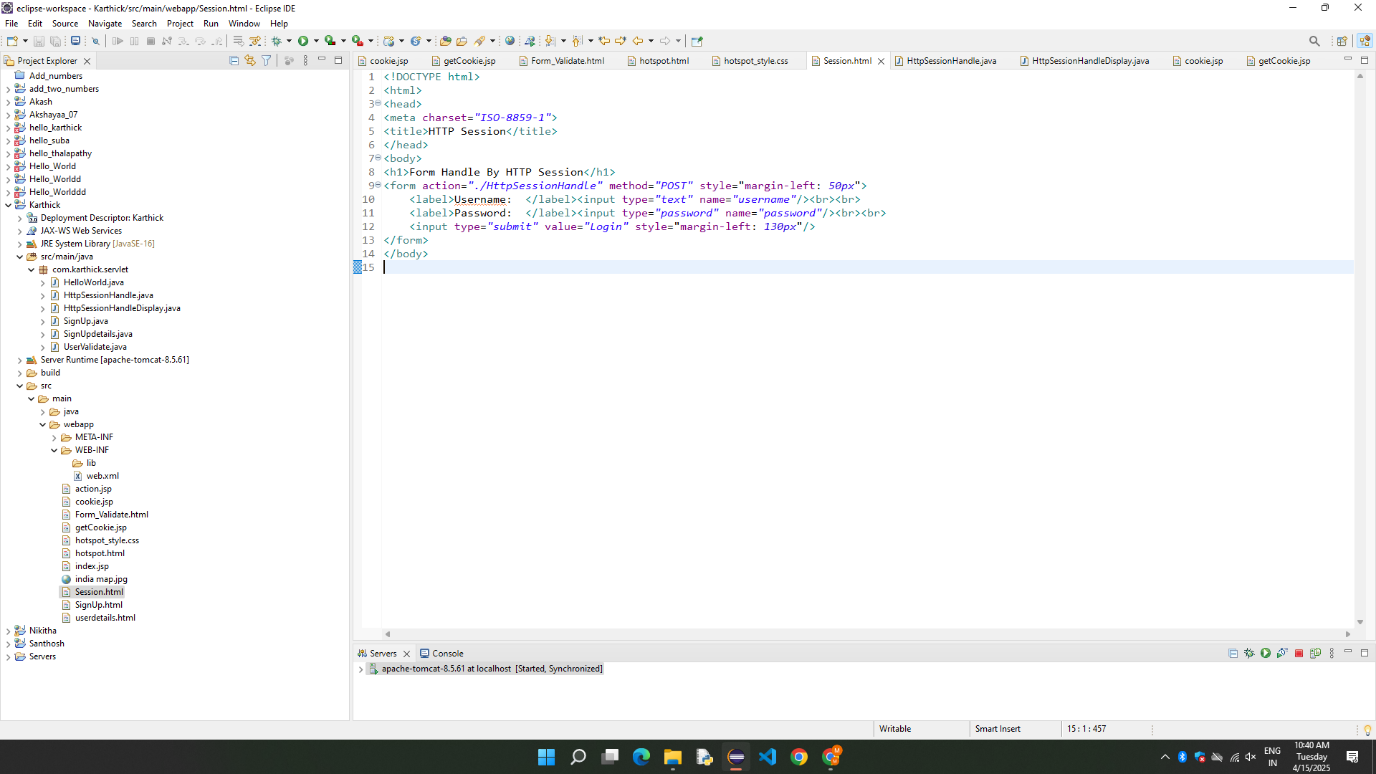 eclipse-workspace - Karthick/src/main/webapp/Session.html - Eclipse IDE
File Edit Source Navigate Search Project Run Window Help
Project Explorer
Add_numbers
add_two_numbers
Akash
Akshayaa_07
hello_karthick
hello_suba
hello_thalapathy
Hello_World
Hello_Worldd
Hello_Worlddd
Karthick
Deployment Descriptor: Karthick
JAX-WS Web Services
JRE System Library [JavaSE-16]
src/main/java
com.karthick.servlet
HelloWorld.java
HttpSessionHandle.java
HttpSessionHandleDisplay.java
SignUp.java
SignUpdetails.java
UserValidate.java
Server Runtime [apache-tomcat-8.5.61]
build
src
main
java
webapp
META-INF
WEB-INF
lib
web.xml
action.jsp
cookie.jsp
Form_Validate.html
getCookie.jsp
hotspot_style.css
hotspot.html
index.jsp
india map.jpg
Session.html
SignUp.html
userdetails.html
Nikitha
Santhosh
Servers
cookie.jsp getCookie.jsp Form_Validate.html hotspot.html hotspot_style.css Session.html HttpSessionHandle.java HttpSessionHandleDisplay.java cookie.jsp getCookie.jsp
1 <!DOCTYPE html>
2 <html>
3 <head>
4 <meta charset="ISO-8859-1">
5 <title>HTTP Session</title>
6 </head>
7 <body>
8 <h1>Form Handle By HTTP Session</h1>
9 <form action="./HttpSessionHandle" method="POST" style="margin-left: 50px">
10 <label>Username:  </label><input type="text" name="username"/><br><br>
11 <label>Password:  </label><input type="password" name="password"/><br><br>
12 <input type="submit" value="Login" style="margin-left: 130px"/>
13 </form>
14 </body>
15
Servers Console
apache-tomcat-8.5.61 at localhost [Started, Synchronized]
Writable Smart Insert 15 : 1 : 457
ENG
IN
10:40 AM
Tuesday
4/15/2025